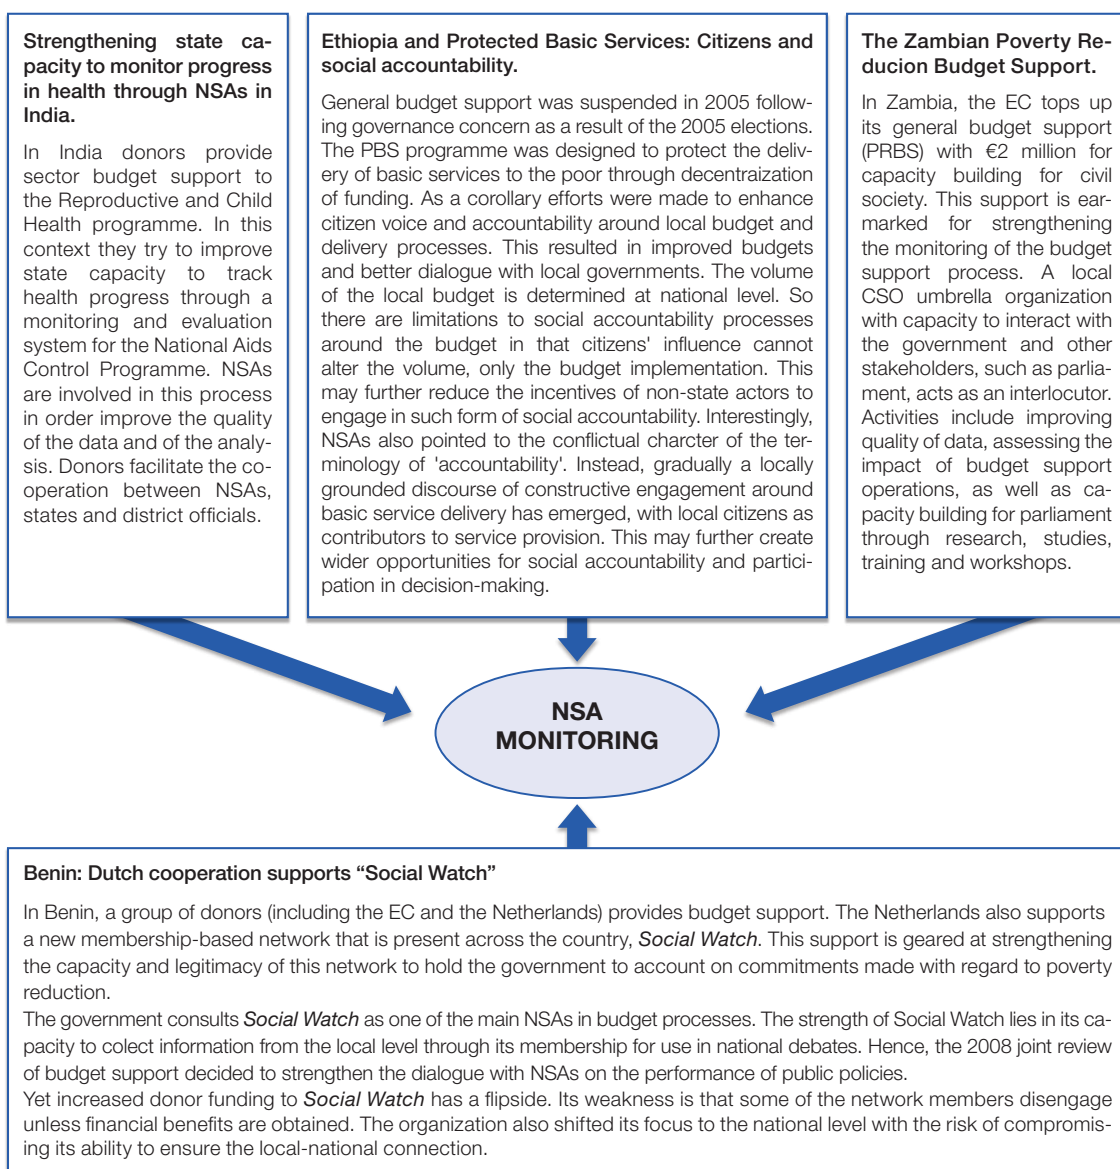 Strengthening state ca-
pacity to monitor progress
in health through NSAs in
India.
In India donors provide
sector budget support to
the Reproductive and Child
Health programme. In this
context they try to improve
state capacity to track
health progress through a
monitoring and evaluation
system for the National Aids
Control Programme. NSAs
are involved in this process
in order improve the quality
of the data and of the analy-
sis. Donors facilitate the co-
operation between NSAs,
states and district officials.
Ethiopia and Protected Basic Services: Citizens and
social accountability.
General budget support was suspended in 2005 follow-
ing governance concern as a result of the 2005 elections.
The PBS programme was designed to protect the deliv-
ery of basic services to the poor through decentraization
of funding. As a corollary efforts were made to enhance
citizen voice and accountability around local budget and
delivery processes. This resulted in improved budgets
and better dialogue with local governments. The volume
of the local budget is determined at national level. So
there are limitations to social accountability processes
around the budget in that citizens' influence cannot
alter the volume, only the budget implementation. This
may further reduce the incentives of non-state actors to
engage in such form of social accountability. Interestingly,
NSAs also pointed to the conflictual charcter of the ter-
minology of 'accountability'. Instead, gradually a locally
grounded discourse of constructive engagement around
basic service delivery has emerged, with local citizens as
contributors to service provision. This may further create
wider opportunities for social accountability and partici-
pation in decision-making.
The Zambian Poverty Re-
ducion Budget Support.
In Zambia, the EC tops up
its general budget support
(PRBS) with €2 million for
capacity building for civil
society. This support is ear-
marked for strengthening
the monitoring of the budget
support process. A local
CSO umbrella organization
with capacity to interact with
the government and other
stakeholders, such as parlia-
ment, acts as an interlocutor.
Activities include improving
quality of data, assessing the
impact of budget support
operations, as well as ca-
pacity building for parliament
through research, studies,
training and workshops.
NSA
MONITORING
Benin: Dutch cooperation supports “Social Watch”
In Benin, a group of donors (including the EC and the Netherlands) provides budget support. The Netherlands also supports
a new membership-based network that is present across the country, Social Watch. This support is geared at strengthening
the capacity and legitimacy of this network to hold the government to account on commitments made with regard to poverty
reduction.
The government consults Social Watch as one of the main NSAs in budget processes. The strength of Social Watch lies in its ca-
pacity to colect information from the local level through its membership for use in national debates. Hence, the 2008 joint review
of budget support decided to strengthen the dialogue with NSAs on the performance of public policies.
Yet increased donor funding to Social Watch has a flipside. Its weakness is that some of the network members disengage
unless financial benefits are obtained. The organization also shifted its focus to the national level with the risk of compromis-
ing its ability to ensure the local-national connection.